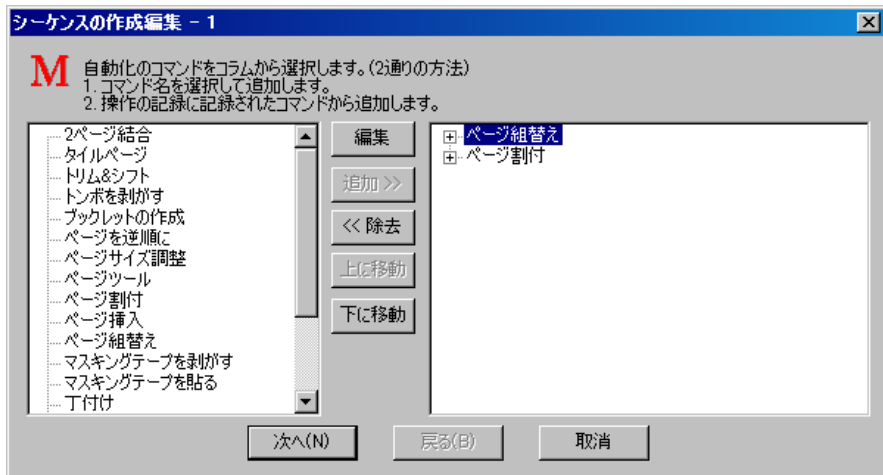 シーケンスの作成編集 - 1
M
自動化のコマンドをコラムから選択します。(2通りの方法)
1. コマンド名を選択して追加します。
2. 操作の記録に記録されたコマンドから追加します。
2ページ結合
タイルページ
トリム&シフト
トンボを剥がす
ブックレットの作成
ページを逆順に
ページサイズ調整
ページツール
ページ割付
ページ挿入
ページ組替え
マスキングテープを剥がす
マスキングテープを貼る
丁付け
編集
追加 >>
<< 除去
上に移動
下に移動
ページ組替え
ページ割付
次へ(N)
戻る(B)
取消